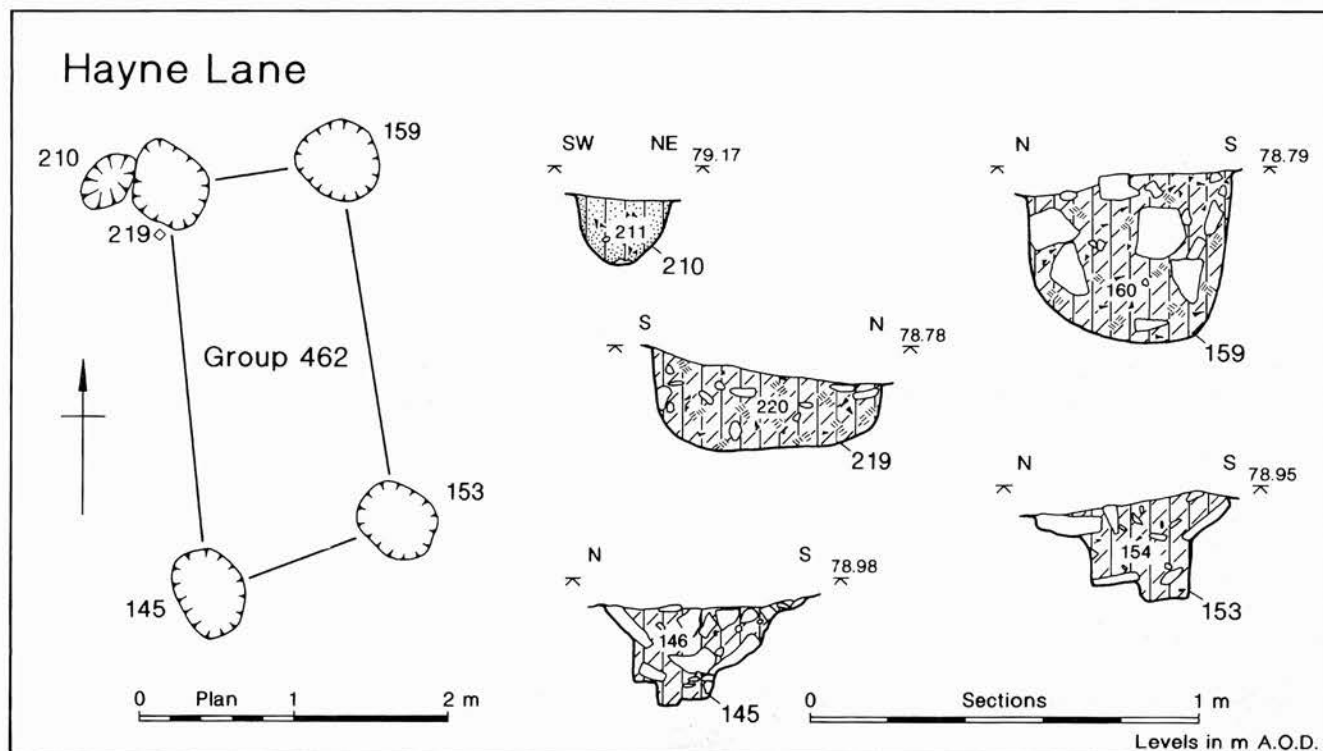 Hayne Lane
159
210
219
Group 462
153
145
0 Plan 1 2 m
SW NE 79.17
211
210
N S 78.79
160
159
S N 78.78
220
219
N S 78.95
154
153
N S 78.98
146
145
0 Sections 1 m
Levels in m A.O.D.